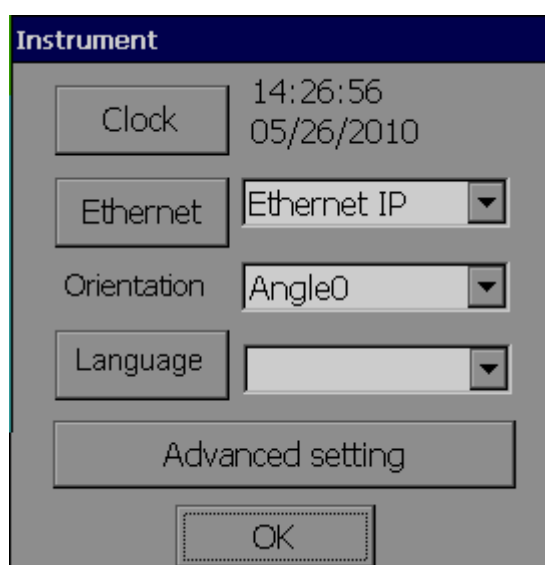 Instrument
Clock
14:26:56
05/26/2010
Ethernet
Ethernet IP
Orientation
Angle0
Language
Advanced setting
OK